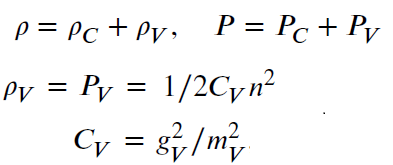 ρ = ρ_C + ρ_V, P = P_C + P_V
ρ_V = P_V = 1/2C_V n^2
C_V = g_V^2/m_V^2.